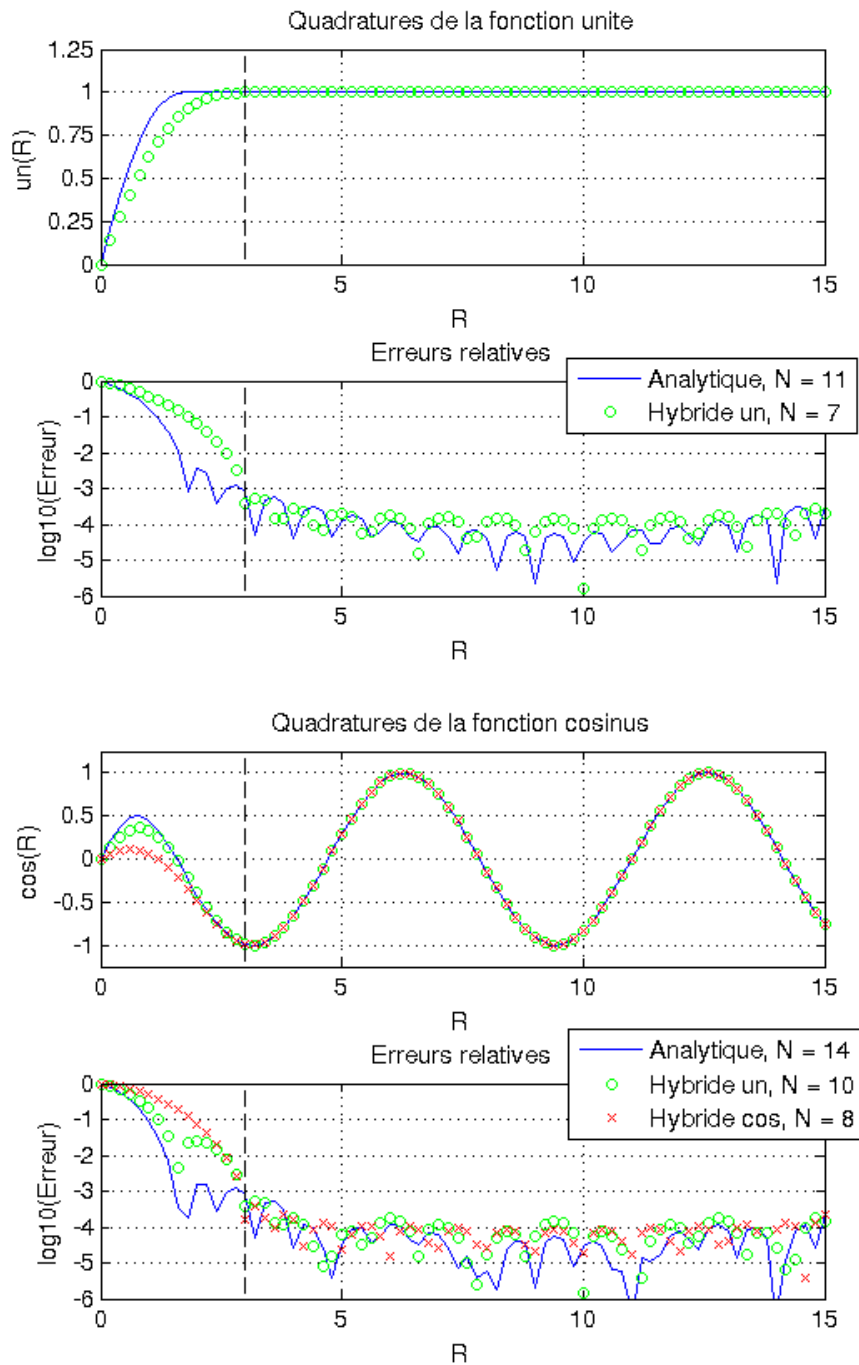 Quadratures de la fonction unite
1.25
1
0.75
0.5
0.25
0
un(R)
0 5 10 15
R
Erreurs relatives
Analytique, N = 11
Hybride un, N = 7
0
-1
-2
-3
-4
-5
-6
log10(Erreur)
0 5 10 15
R
Quadratures de la fonction cosinus
1
0.5
0
-0.5
-1
cos(R)
0 5 10 15
R
Erreurs relatives
Analytique, N = 14
Hybride un, N = 10
Hybride cos, N = 8
0
-1
-2
-3
-4
-5
-6
log10(Erreur)
0 5 10 15
R